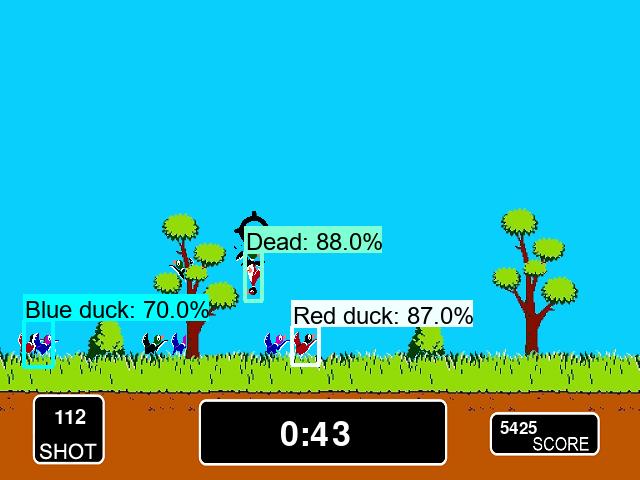 Dead: 88.0%
Blue duck: 70.0%
Red duck: 87.0%
112
SHOT
0:43
5425
SCORE